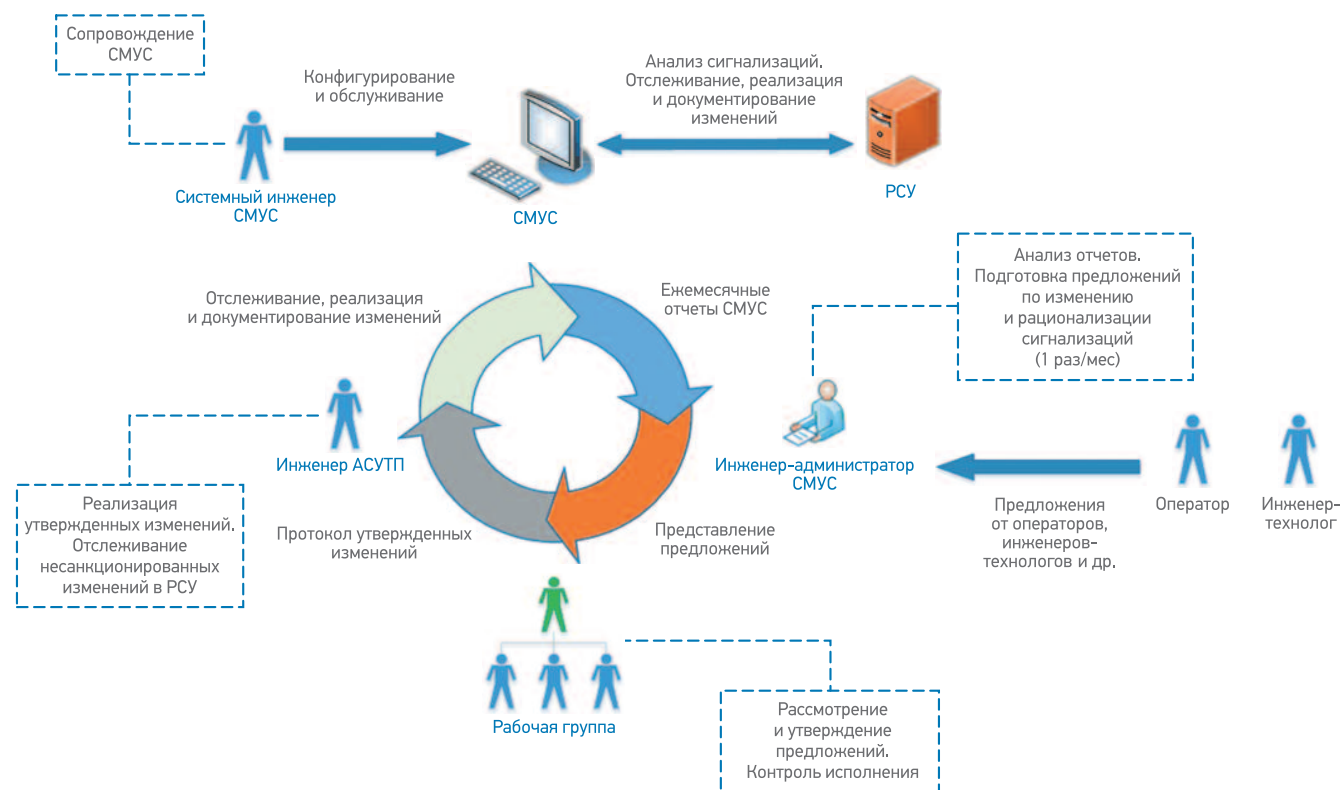 Сопровождение
СМУС
Конфигурирование
и обслуживание
Анализ сигнализаций.
Отслеживание, реализация
и документирование
изменений
Системный инженер
СМУС
СМУС
РСУ
Отслеживание, реализация
и документирование изменений
Ежемесячные
отчеты СМУС
Анализ отчетов.
Подготовка предложений
по изменению
и рационализации
сигнализаций
(1 раз/мес)
Инженер АСУТП
Инженер-администратор
СМУС
Предложения
от операторов,
инженеров-
технологов и др.
Оператор
Инженер-
технолог
Реализация
утвержденных изменений.
Отслеживание
несанкционированных
изменений в РСУ
Протокол утвержденных
изменений
Представление
предложений
Рабочая группа
Рассмотрение
и утверждение
предложений.
Контроль исполнения